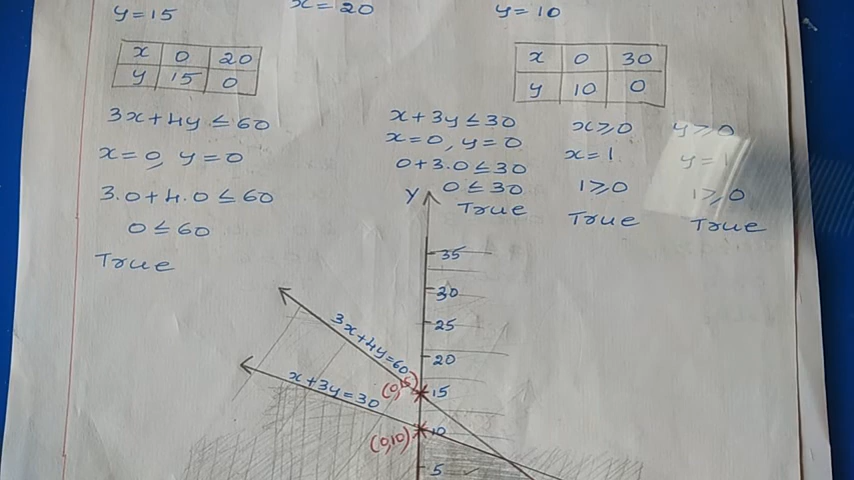 y=15
x=20
y=10
x 0 20
y 15 0
x 0 30
y 10 0
3x+4y≤60
x=0, y=0
3.0+4.0≤60
0≤60
True
x+3y≤30
x=0, y=0
0+3.0≤30
0≤30
True
x≥0
x=1
1≥0
True
y≥0
y=1
1≥0
True
Y
35
30
25
20
15
10
5
3x+4y=60
(0,15)
x+3y=30
(0,10)